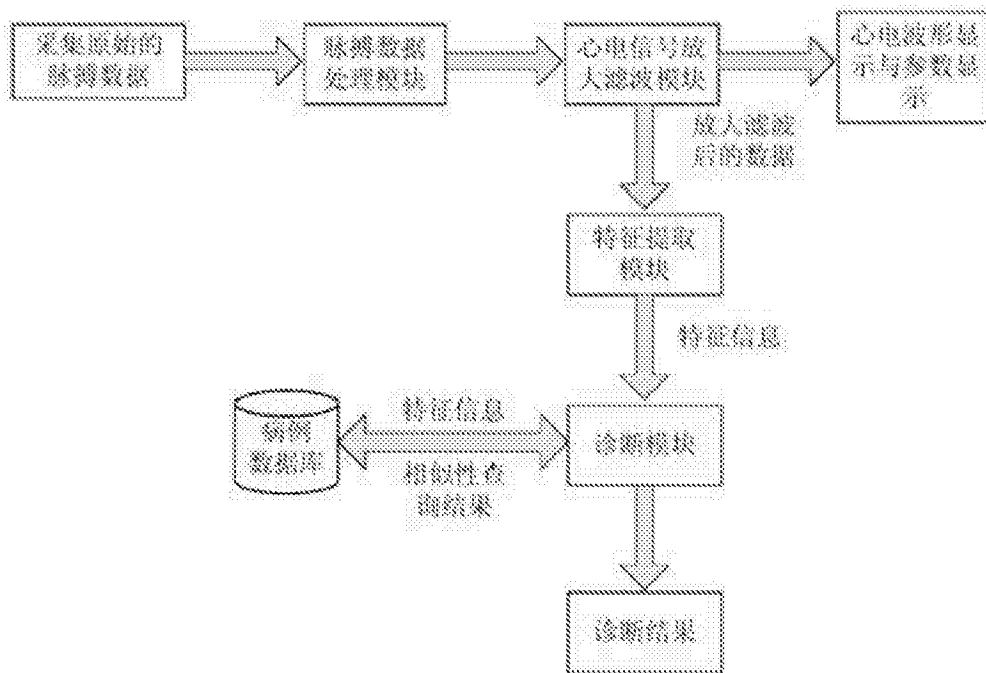 采集原始的
脉搏数据
脉搏数据
处理模块
心电信号放
大滤波模块
心电波形显
示与参数显
示
放大滤波
后的数据
特征提取
模块
特征信息
病例
数据库
特征信息
相似性查
询结果
诊断模块
诊断结果